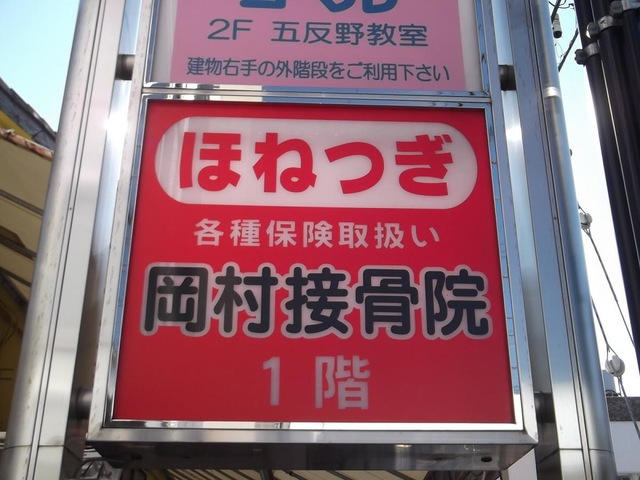 2F 五反野教室
建物右手の外階段をご利用下さい
ほねつぎ
各種保険取扱い
岡村接骨院
1階